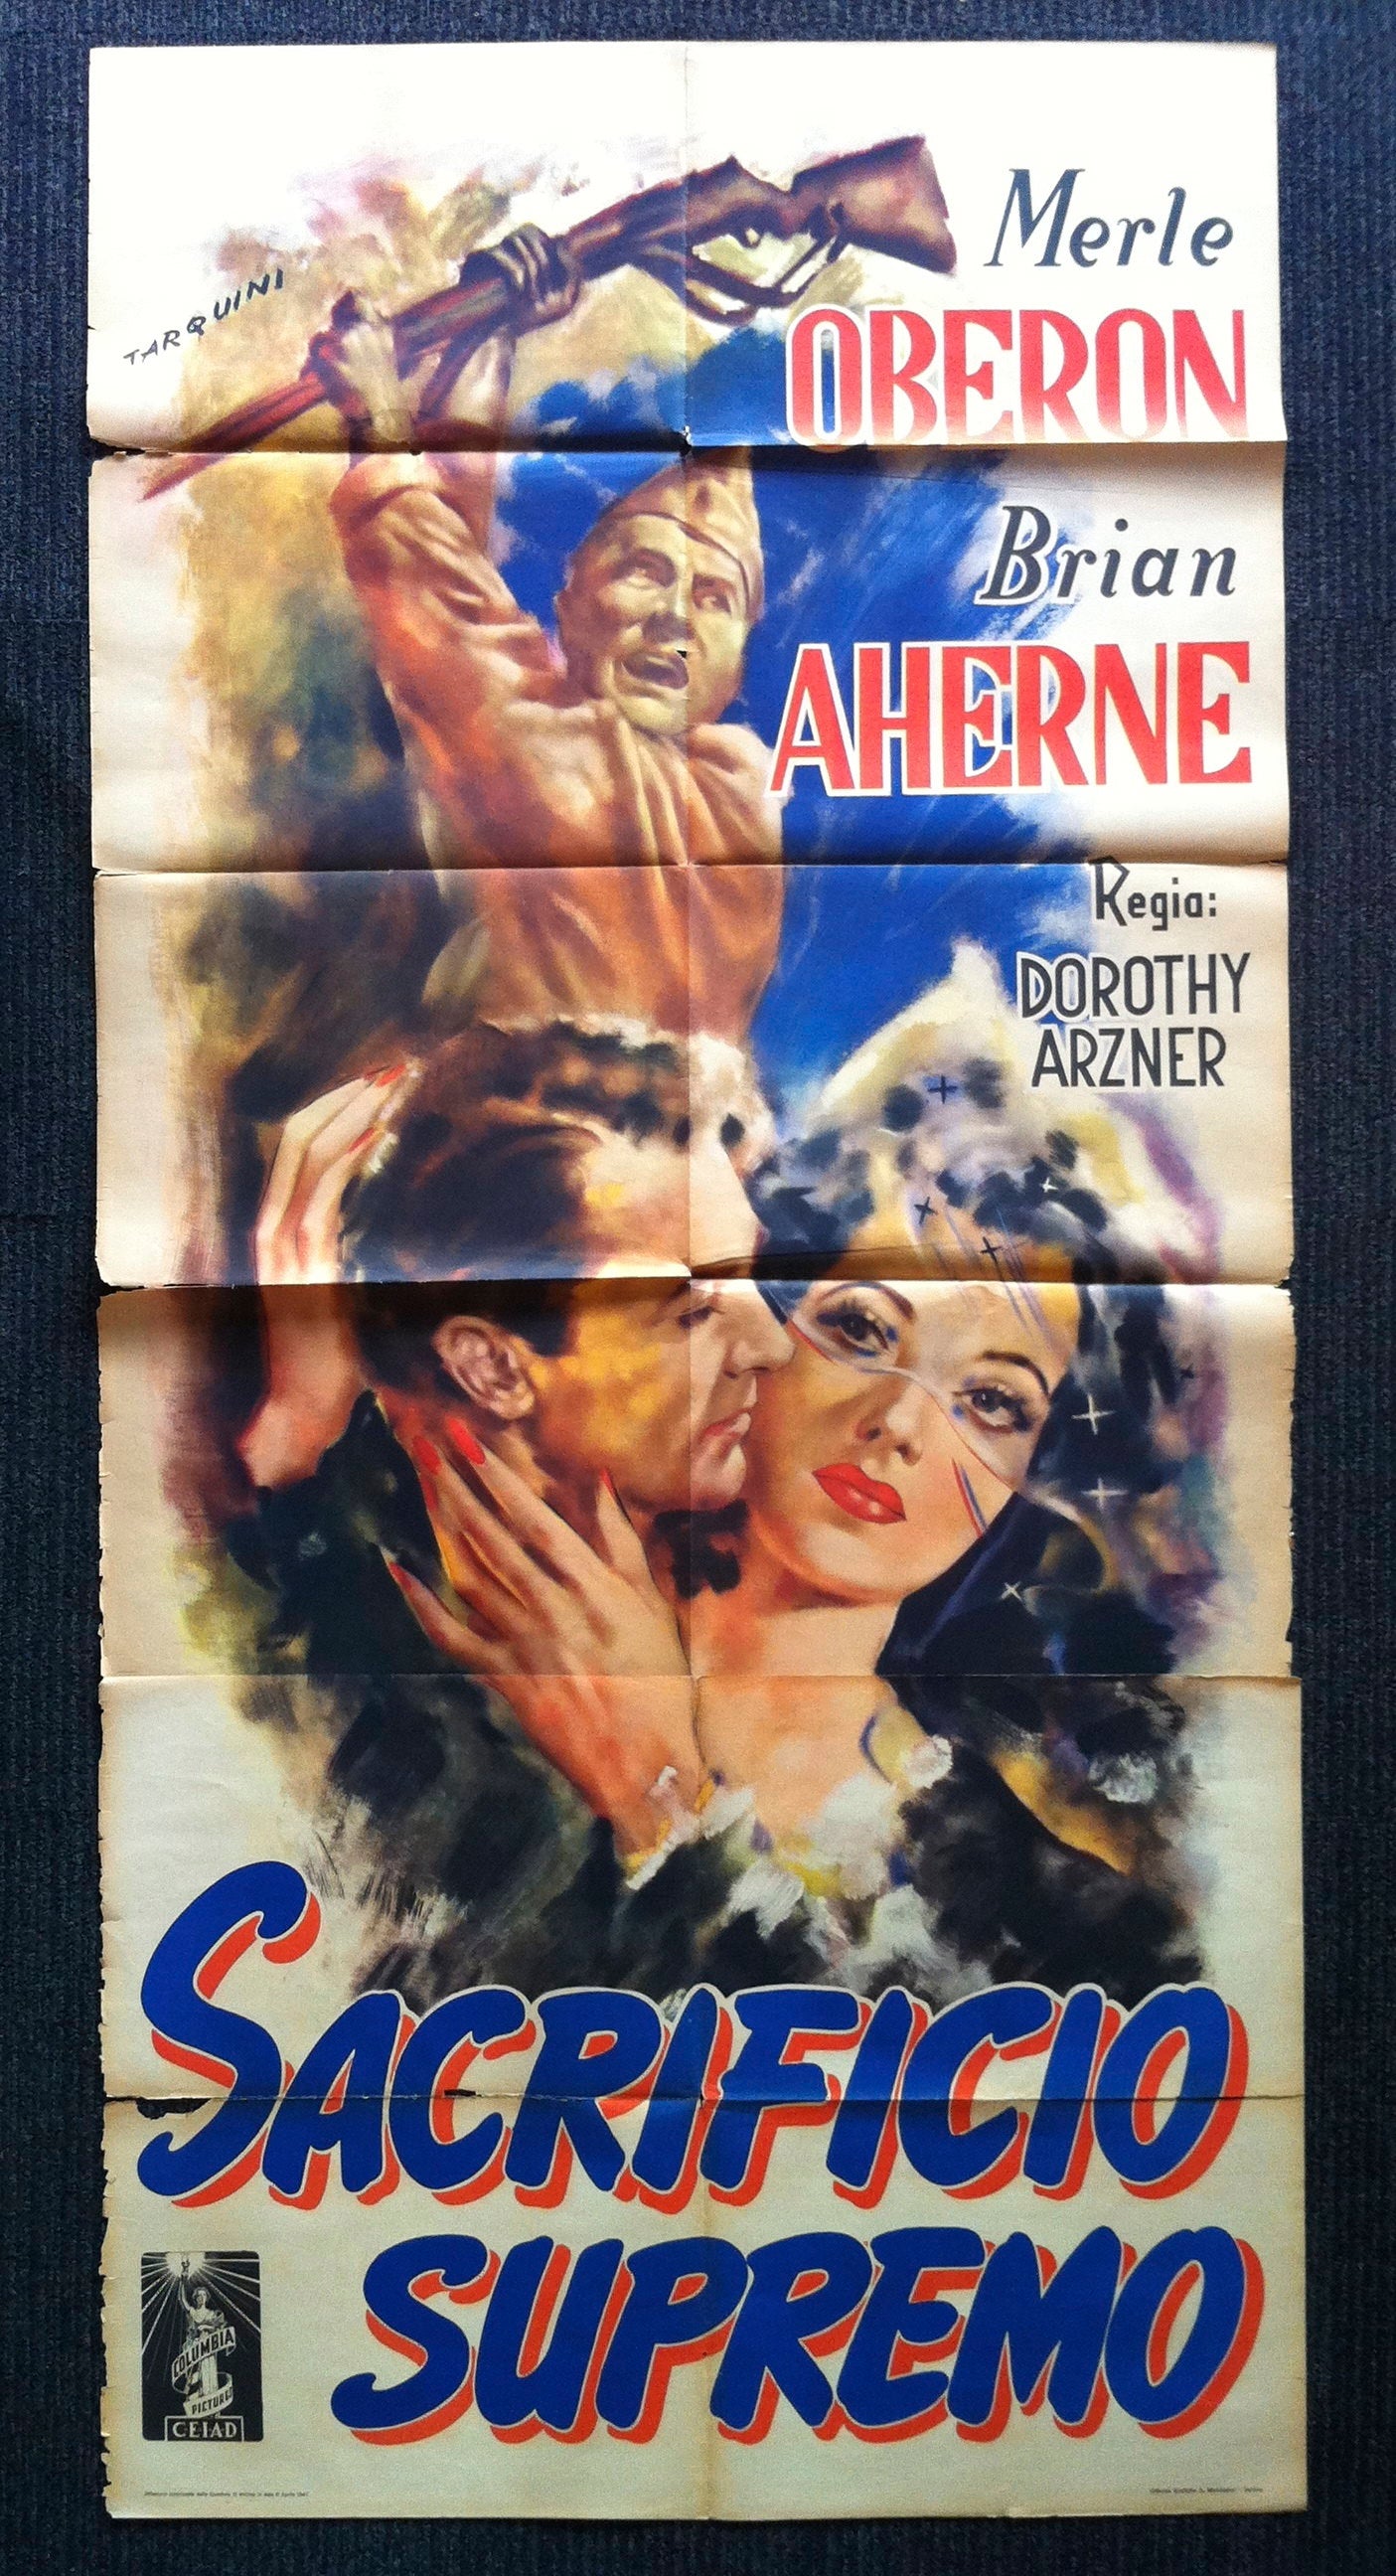 TARQUINI
Merle
OBERON
Brian
AHERNE
Regia:
DOROTHY
ARZNER
SACRIFICIO
SUPREMO
COLUMBIA
PICTURES
CEIAD